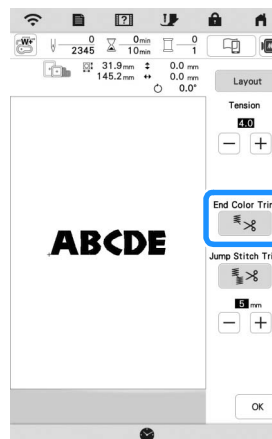 W+ 0 0min 0
2345 10min 1
31.9mm 0.0 mm
145.2mm 0.0 mm
0.0°
Layout
Tension
4.0
− +
End Color Tri
ABCDE
Jump Stitch Tri
5 mm
− +
OK